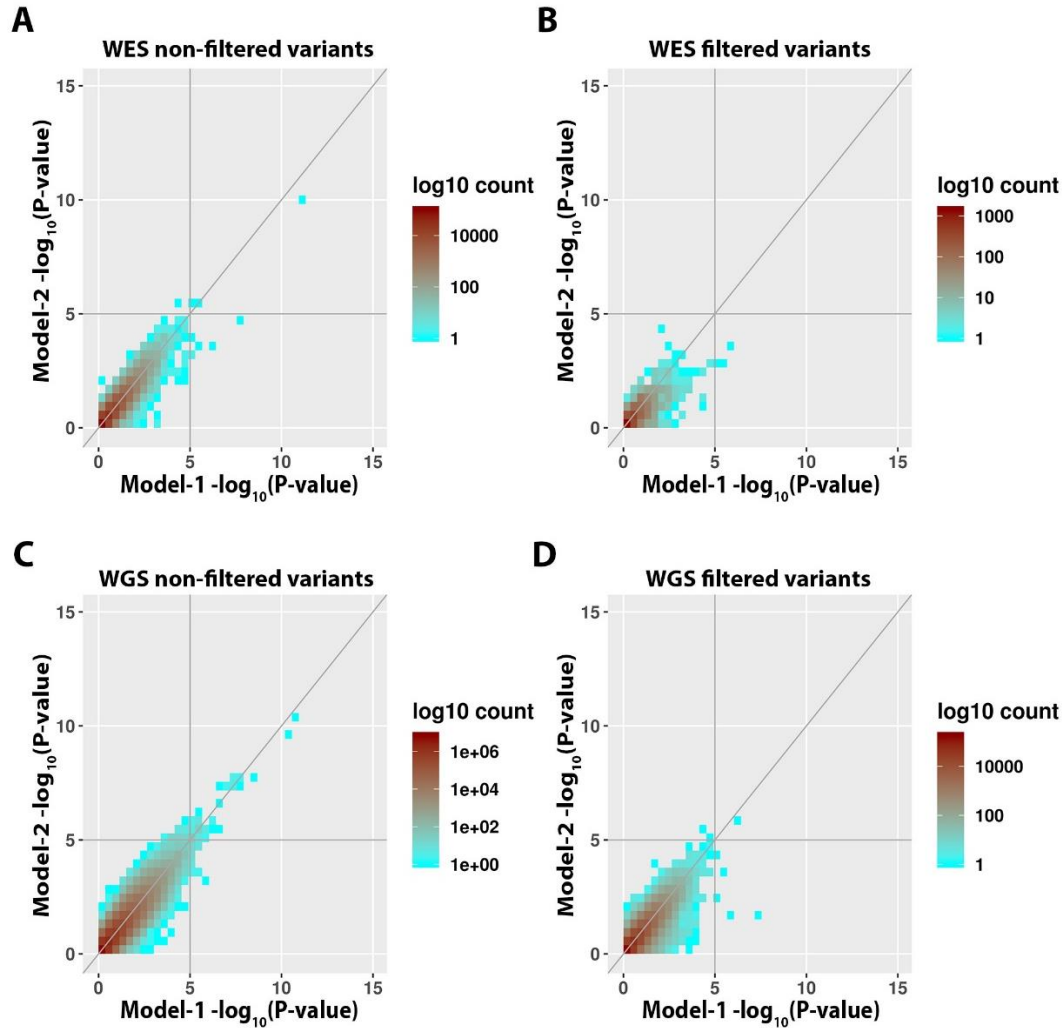 A
WES non-filtered variants
Model-2 -log10(P-value)
15
10
5
0
0 5 10 15
Model-1 -log10(P-value)
log10 count
10000
100
1
B
WES filtered variants
Model-2 -log10(P-value)
15
10
5
0
0 5 10 15
Model-1 -log10(P-value)
log10 count
1000
100
10
1
C
WGS non-filtered variants
Model-2 -log10(P-value)
15
10
5
0
0 5 10 15
Model-1 -log10(P-value)
log10 count
1e+06
1e+04
1e+02
1e+00
D
WGS filtered variants
Model-2 -log10(P-value)
15
10
5
0
0 5 10 15
Model-1 -log10(P-value)
log10 count
10000
100
1